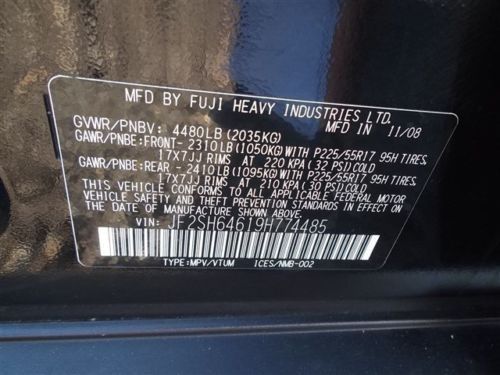 MFD BY FUJI HEAVY INDUSTRIES LTD.
MFD IN 11/08
GVWR/PNBV: 4480LB (2035KG)
GAWR/PNBE: FRONT- 2310LB (1050KG) WITH P225/55R17 95H TIRES
17X7JJ RIMS AT 220 KPA (32 PSI) COLD
GAWR/PNBE: REAR - 2410LB (1095KG) WITH P225/55R17 95H TIRES
17X7JJ RIMS AT 210 KPA (30 PSI) COLD
THIS VEHICLE CONFORMS TO ALL APPLICABLE FEDERAL MOTOR
VEHICLE SAFETY AND THEFT PREVENTION STANDARDS IN EFFECT
ON THE DATE OF MANUFACTURE SHOWN ABOVE.
VIN: JF2SH64619H774485
TYPE: MPV/VTUM ICES/NMB-002